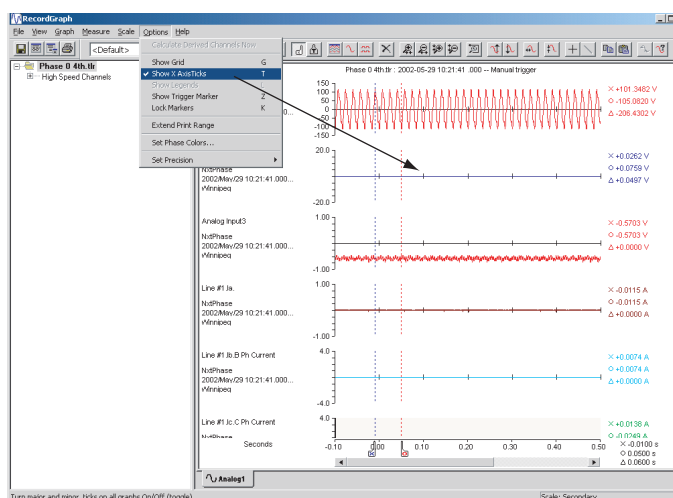 RecordGraph
File View Graph Measure Scale Options Help
<Default>
Calculate Derived Channels Now
Show Grid G
Show X AxisTicks T
Show Legends
Show Trigger Marker Z
Lock Markers K
Extend Print Range
Set Phase Colors...
Set Precision
Phase 0 4th.tlr
High Speed Channels
Phase 0 4th.tlr : 2002-05-29 10:21:41 .000 -- Manual trigger
150
100
50
0
-50
-100
-150
×+101.3482 V
-105.0820 V
Δ -206.4302 V
20.0
-20.0
NxtPhase
2002/May/29 10:21:41.000...
Winnipeg
×+0.0262 V
+0.0759 V
Δ +0.0497 V
Analog Input3
NxtPhase
2002/May/29 10:21:41.000...
Winnipeg
1.00
-1.00
×-0.5703 V
-0.5703 V
Δ +0.0000 V
Line #1 Ia.
NxtPhase
2002/May/29 10:21:41.000...
Winnipeg
1.00
-1.00
×-0.0115 A
-0.0115 A
Δ +0.0000 A
Line #1 Ib.B Ph Current
NxtPhase
2002/May/29 10:21:41.000...
Winnipeg
4.0
-4.0
×+0.0074 A
+0.0074 A
Δ +0.0000 A
Line #1 Ic.C Ph Current
NxtPhase
4.0
×+0.0138 A
-0.0249 A
Seconds
-0.10 0.00 0.10 0.20 0.30 0.40 0.50
×-0.0100 s
0.0500 s
Δ 0.0600 s
Analog1
Turn major and minor ticks on all graphs On/Off (toggle)
Scale: Secondary